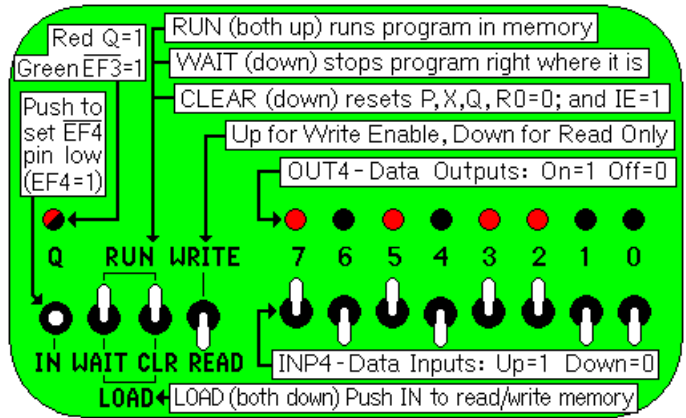 Red Q=1
Green EF3=1
RUN (both up) runs program in memory
WAIT (down) stops program right where it is
CLEAR (down) resets P,X,Q, R0=0; and IE=1
Push to
set EF4
pin low
(EF4=1)
Up for Write Enable, Down for Read Only
OUT4-Data Outputs: On=1 Off=0
Q RUN WRITE 7 6 5 4 3 2 1 0
IN WAIT CLR READ
INP4-Data Inputs: Up=1 Down=0
LOAD
LOAD (both down) Push IN to read/write memory